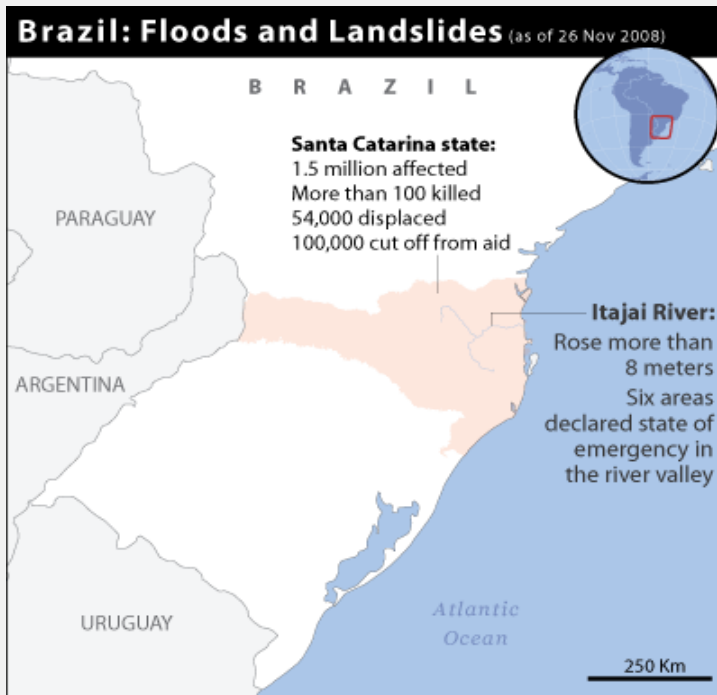 Brazil: Floods and Landslides (as of 26 Nov 2008)
BRAZIL
Santa Catarina state:
1.5 million affected
More than 100 killed
54,000 displaced
100,000 cut off from aid
PARAGUAY
Itajai River:
Rose more than
8 meters
Six areas
declared state of
emergency in
the river valley
ARGENTINA
URUGUAY
Atlantic
Ocean
250 Km